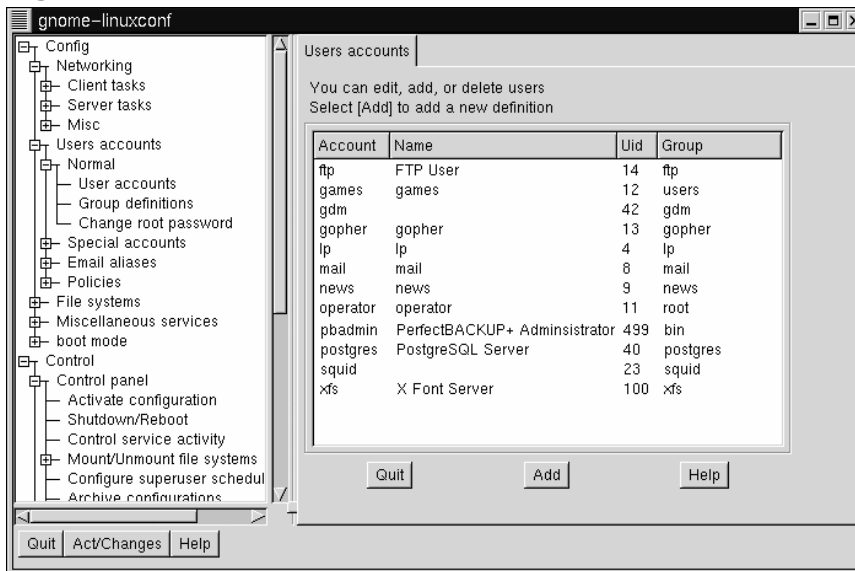 gnome-linuxconf
Config
Networking
Client tasks
Server tasks
Misc
Users accounts
Normal
User accounts
Group definitions
Change root password
Special accounts
Email aliases
Policies
File systems
Miscellaneous services
boot mode
Control
Control panel
Activate configuration
Shutdown/Reboot
Control service activity
Mount/Unmount file systems
Configure superuser schedul
Archive configurations
Quit Act/Changes Help
Users accounts
You can edit, add, or delete users
Select [Add] to add a new definition
Account Name Uid Group
ftp FTP User 14 ftp
games games 12 users
gdm 42 gdm
gopher gopher 13 gopher
lp lp 4 lp
mail mail 8 mail
news news 9 news
operator operator 11 root
pbadmin PerfectBACKUP+ Adminsistrator 499 bin
postgres PostgreSQL Server 40 postgres
squid 23 squid
xfs X Font Server 100 xfs
Quit Add Help